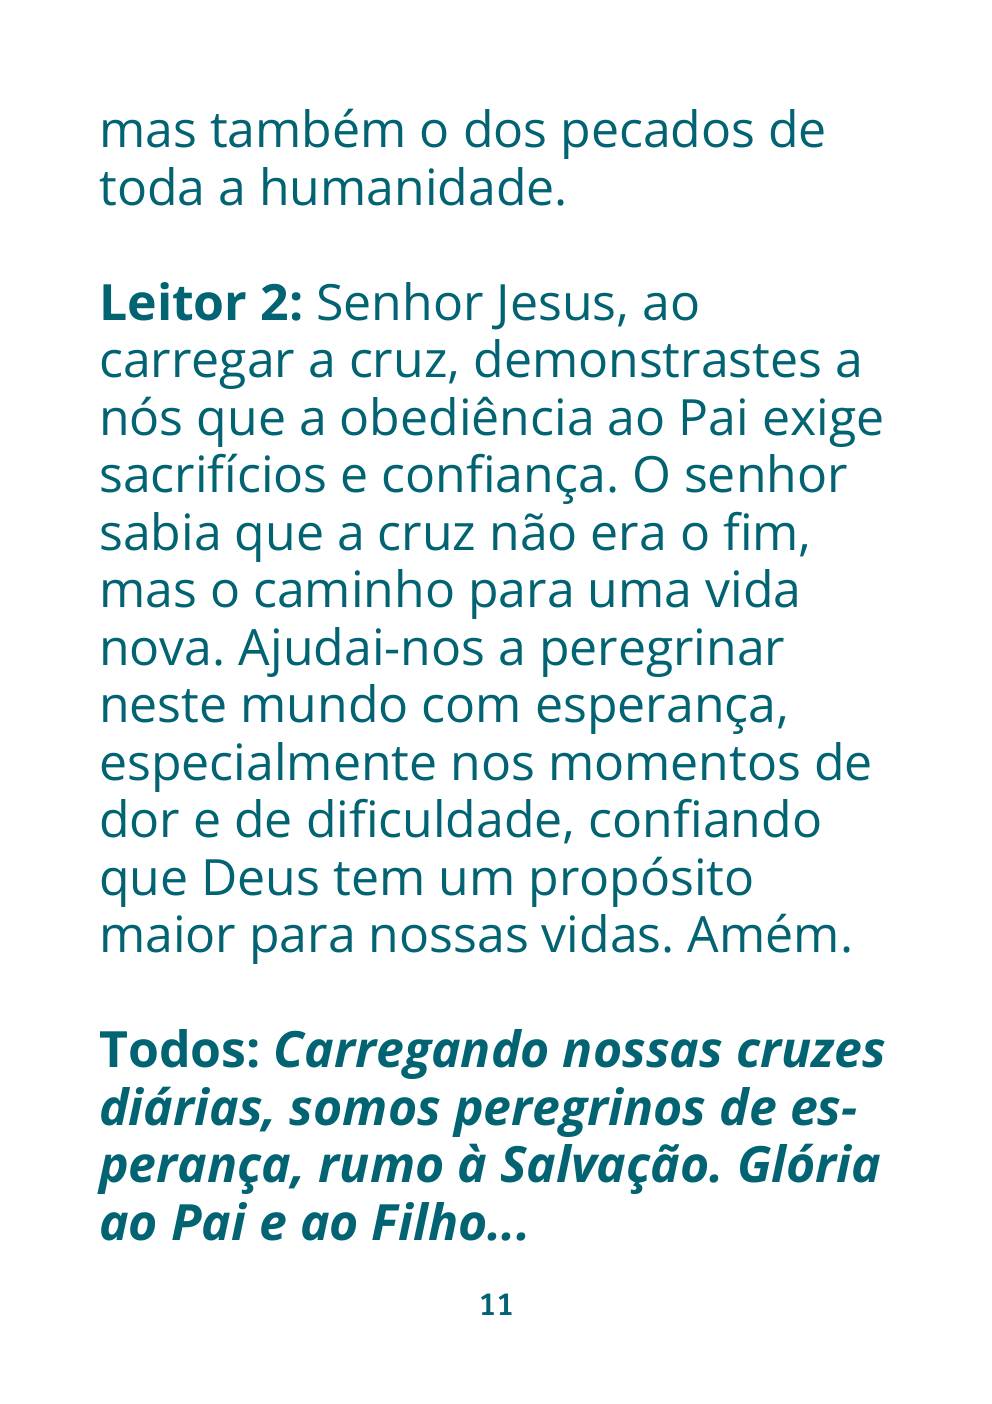 mas também o dos pecados de
toda a humanidade.
Leitor 2: Senhor Jesus, ao
carregar a cruz, demonstrastes a
nós que a obediência ao Pai exige
sacrifícios e confiança. O senhor
sabia que a cruz não era o fim,
mas o caminho para uma vida
nova. Ajudai-nos a peregrinar
neste mundo com esperança,
especialmente nos momentos de
dor e de dificuldade, confiando
que Deus tem um propósito
maior para nossas vidas. Amém.
Todos: Carregando nossas cruzes
diárias, somos peregrinos de es-
perança, rumo à Salvação. Glória
ao Pai e ao Filho...
11